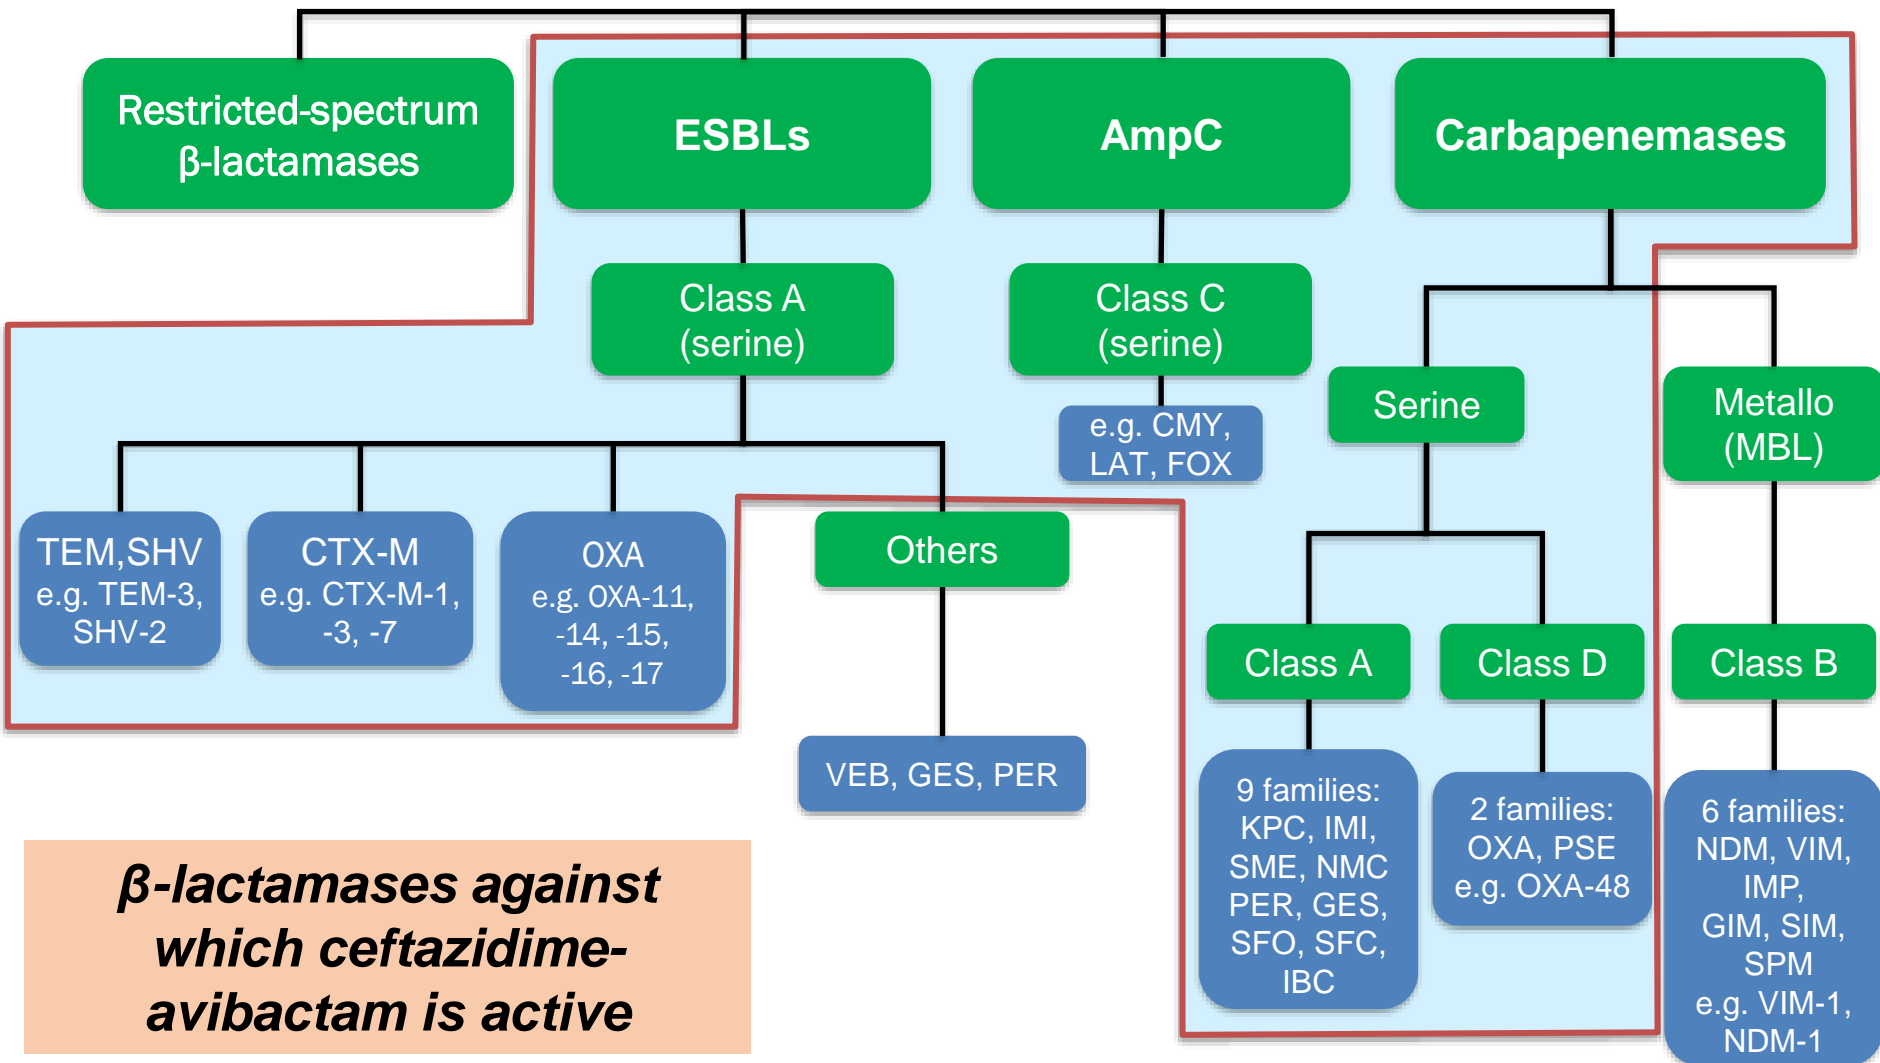 Restricted-spectrum
β-lactamases
ESBLs
AmpC
Carbapenemases
Class A
(serine)
Class C
(serine)
e.g. CMY,
LAT, FOX
Serine
Metallo
(MBL)
TEM,SHV
e.g. TEM-3,
SHV-2
CTX-M
e.g. CTX-M-1,
-3, -7
OXA
e.g. OXA-11,
-14, -15,
-16, -17
Others
Class A
Class D
Class B
VEB, GES, PER
9 families:
KPC, IMI,
SME, NMC
PER, GES,
SFO, SFC,
IBC
2 families:
OXA, PSE
e.g. OXA-48
6 families:
NDM, VIM,
IMP,
GIM, SIM,
SPM
e.g. VIM-1,
NDM-1
β-lactamases against
which ceftazidime-
avibactam is active